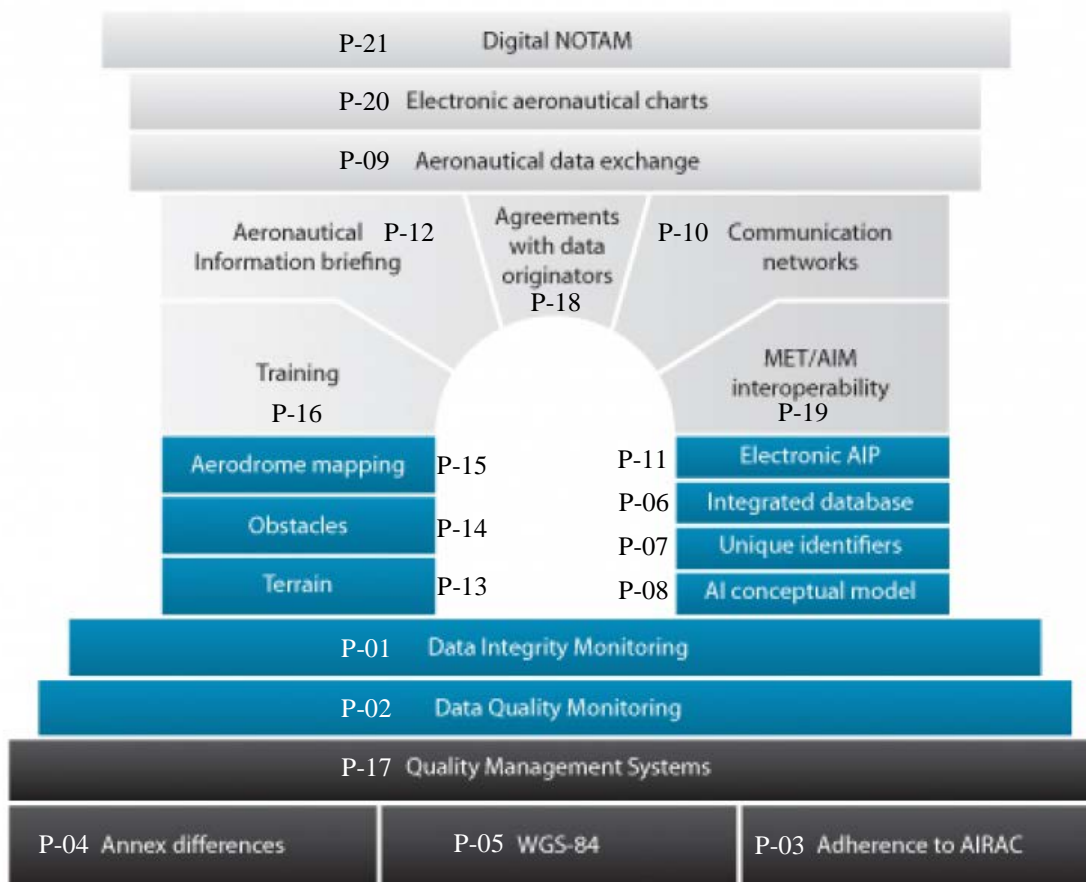 P-21 Digital NOTAM
P-20 Electronic aeronautical charts
P-09 Aeronautical data exchange
Aeronautical P-12
Information briefing
Agreements
with data
originators
P-18
P-10 Communication
networks
Training
P-16
MET/AIM
interoperability
P-19
Aerodrome mapping P-15
Obstacles P-14
Terrain P-13
P-11 Electronic AIP
P-06 Integrated database
P-07 Unique identifiers
P-08 AI conceptual model
P-01 Data Integrity Monitoring
P-02 Data Quality Monitoring
P-17 Quality Management Systems
P-04 Annex differences
P-05 WGS-84
P-03 Adherence to AIRAC